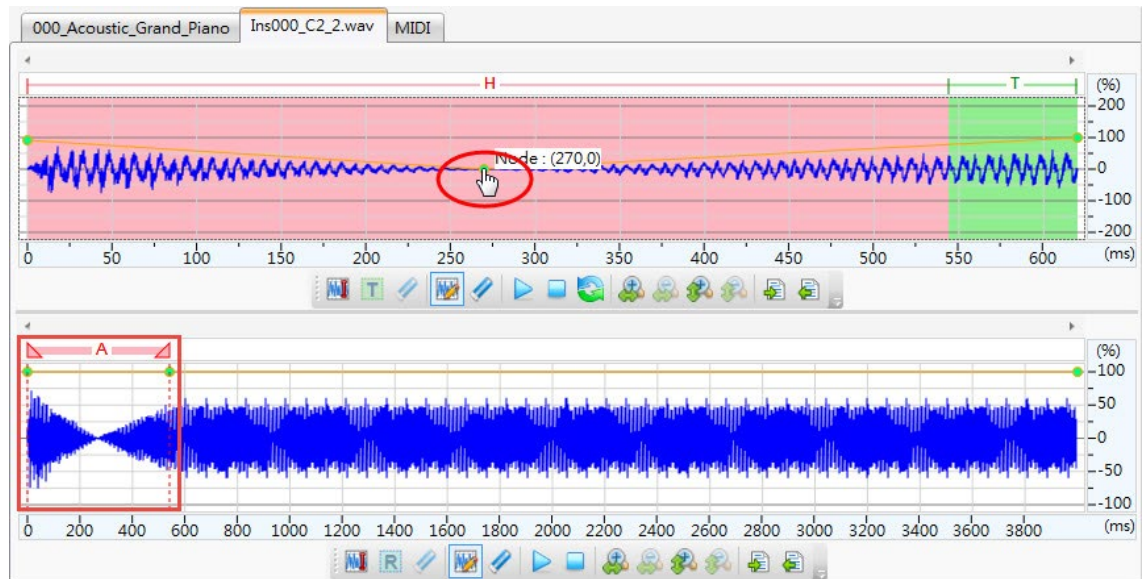 000_Acoustic_Grand_Piano Ins000_C2_2.wav MIDI
H T (%)
200
100
Node : (270,0)
0
-100
-200
0 50 100 150 200 250 300 350 400 450 500 550 600 (ms)
T
A (%)
100
50
0
-50
-100
0 200 400 600 800 1000 1200 1400 1600 1800 2000 2200 2400 2600 2800 3000 3200 3400 3600 3800 (ms)
R